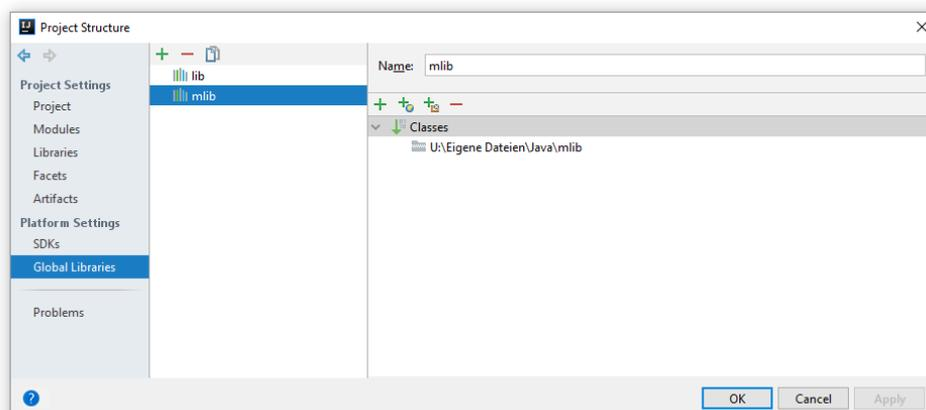 IJ Project Structure
Project Settings
Project
Modules
Libraries
Facets
Artifacts
Platform Settings
SDKs
Global Libraries
Problems
lib
mlib
Name: mlib
Classes
U:\Eigene Dateien\Java\mlib
?
OK Cancel Apply